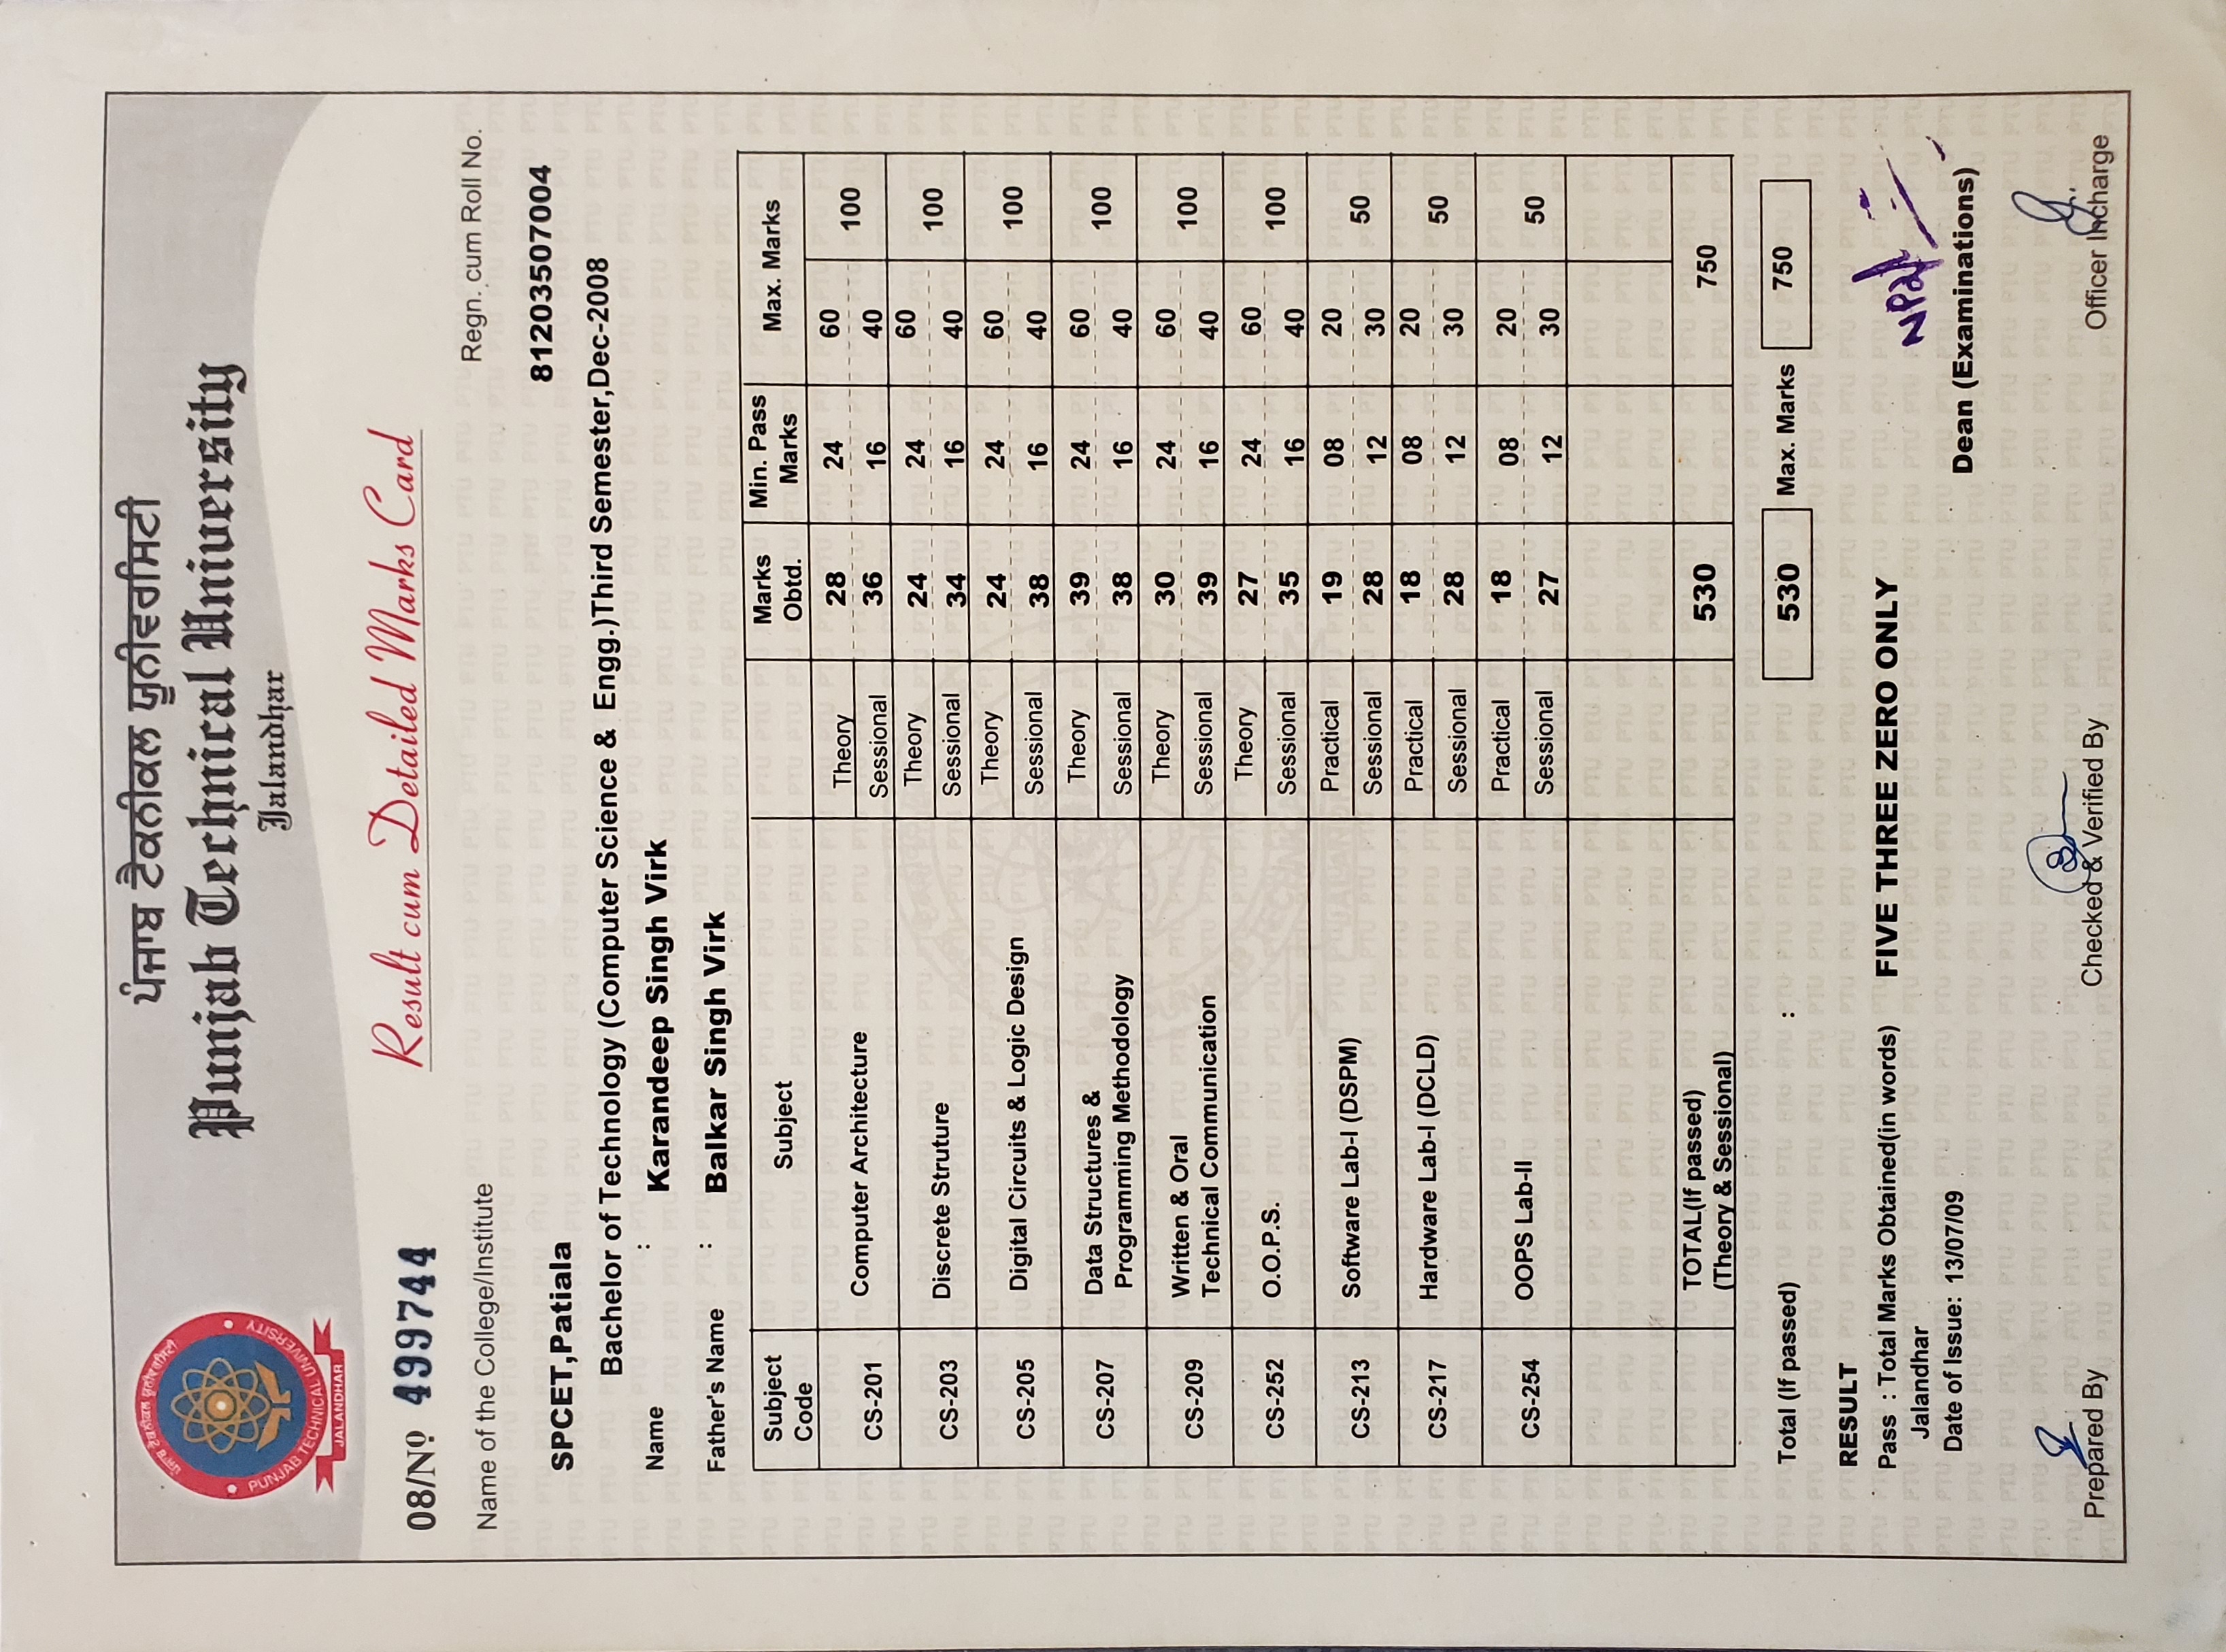 ਪੰਜਾਬ ਟੈਕਨੀਕਲ ਯੂਨੀਵਰਸਿਟੀ
Punjab Technical University
Jalandhar
ਪੰਜਾਬ ਟੈਕਨੀਕਲ ਯੂਨੀਵਰਸਿਟੀ
PUNJAB TECHNICAL UNIVERSITY
JALANDHAR
08/Nº 499744
Result cum Detailed Marks Card
Name of the College/Institute Regn. cum Roll No.
SPCET,Patiala 81203507004
Bachelor of Technology (Computer Science & Engg.)Third Semester,Dec-2008
Name : Karandeep Singh Virk
Father's Name : Balkar Singh Virk
Subject Code Subject Marks Obtd. Min. Pass Marks Max. Marks
CS-201 Computer Architecture Theory 28 24 60 100
Sessional 36 16 40
CS-203 Discrete Struture Theory 24 24 60 100
Sessional 34 16 40
CS-205 Digital Circuits & Logic Design Theory 24 24 60 100
Sessional 38 16 40
CS-207 Data Structures & Theory 39 24 60 100
Programming Methodology Sessional 38 16 40
CS-209 Written & Oral Theory 30 24 60 100
Technical Communication Sessional 39 16 40
CS-252 O.O.P.S. Theory 27 24 60 100
Sessional 35 16 40
CS-213 Software Lab-I (DSPM) Practical 19 08 20 50
Sessional 28 12 30
CS-217 Hardware Lab-I (DCLD) Practical 18 08 20 50
Sessional 28 12 30
CS-254 OOPS Lab-II Practical 18 08 20 50
Sessional 27 12 30
TOTAL(If passed) 530 750
(Theory & Sessional)
Total (If passed) : 530 Max. Marks 750
RESULT
Pass : Total Marks Obtained(in words) FIVE THREE ZERO ONLY
Jalandhar
Date of Issue: 13/07/09
Dean (Examinations)
Prepared By Checked & Verified By Officer Incharge